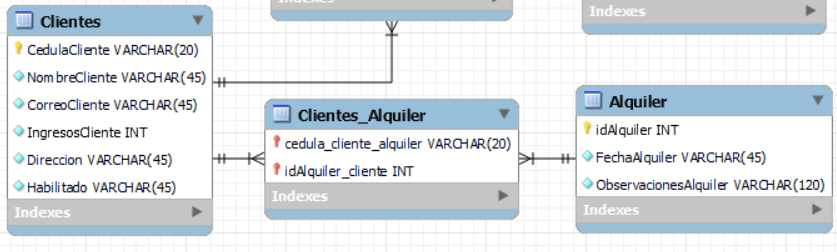 Indexes
Indexes
Clientes
CedulaCliente VARCHAR(20)
NombreCliente VARCHAR(45)
CorreoCliente VARCHAR(45)
IngresosCliente INT
Direccion VARCHAR(45)
Habilitado VARCHAR(45)
Indexes
Clientes_Alquiler
cedula_cliente_alquiler VARCHAR(20)
idAlquiler_cliente INT
Indexes
Alquiler
idAlquiler INT
FechaAlquiler VARCHAR(45)
ObservacionesAlquiler VARCHAR(120)
Indexes